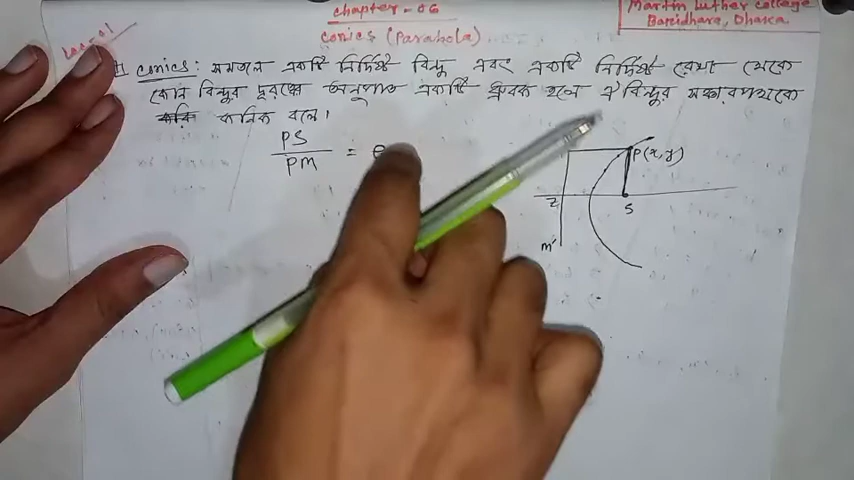 chapter-06
Conics (Parabola)
Martin Luther College
Baridhara, Dhaka.
Conics: সমতলে একটি নির্দিষ্ট বিন্দু এবং একটি নির্দিষ্ট রেখা থেকে
কোন বিন্দুর দূরত্বের অনুপাত একটি ধ্রুবক হলে ঐ বিন্দুর সঞ্চারপথকে
কনিক বলে।
PS
PM
= e
P(x,y)
Z
S
M'